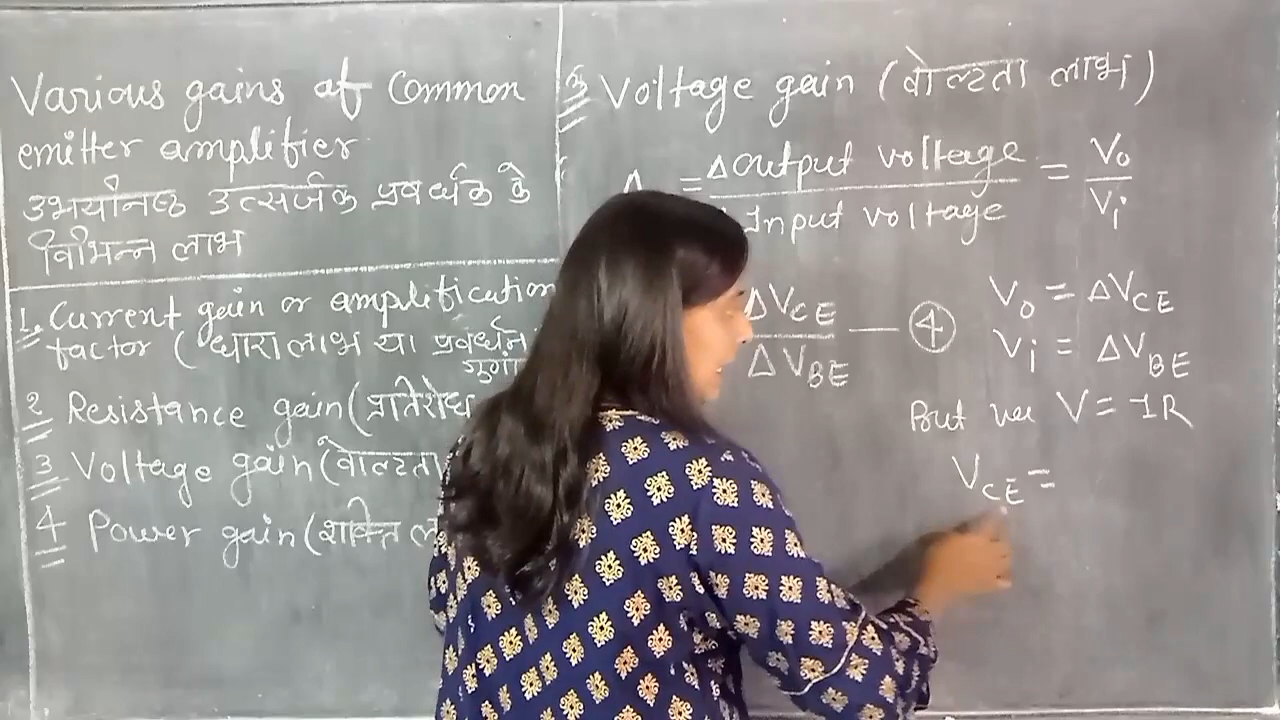 Various gains of Common
emitter amplifier
उभयनिष्ठ उत्सर्जक प्रवर्धक के
विभिन्न लाभ
1. Current gain or amplification
factor ( धारा लाभ या प्रवर्धन
गुणां
2 Resistance gain(प्रतिरोध
3 Voltage gain(वोल्टता
4 Power gain(शक्ति ल
3 Voltage gain (वोल्टता लाभ)
A = ΔOutput voltage / Input voltage = Vo / Vi
ΔVCE / ΔVBE — ④
Vo = ΔVCE
Vi = ΔVBE
But V = IR
VCE =